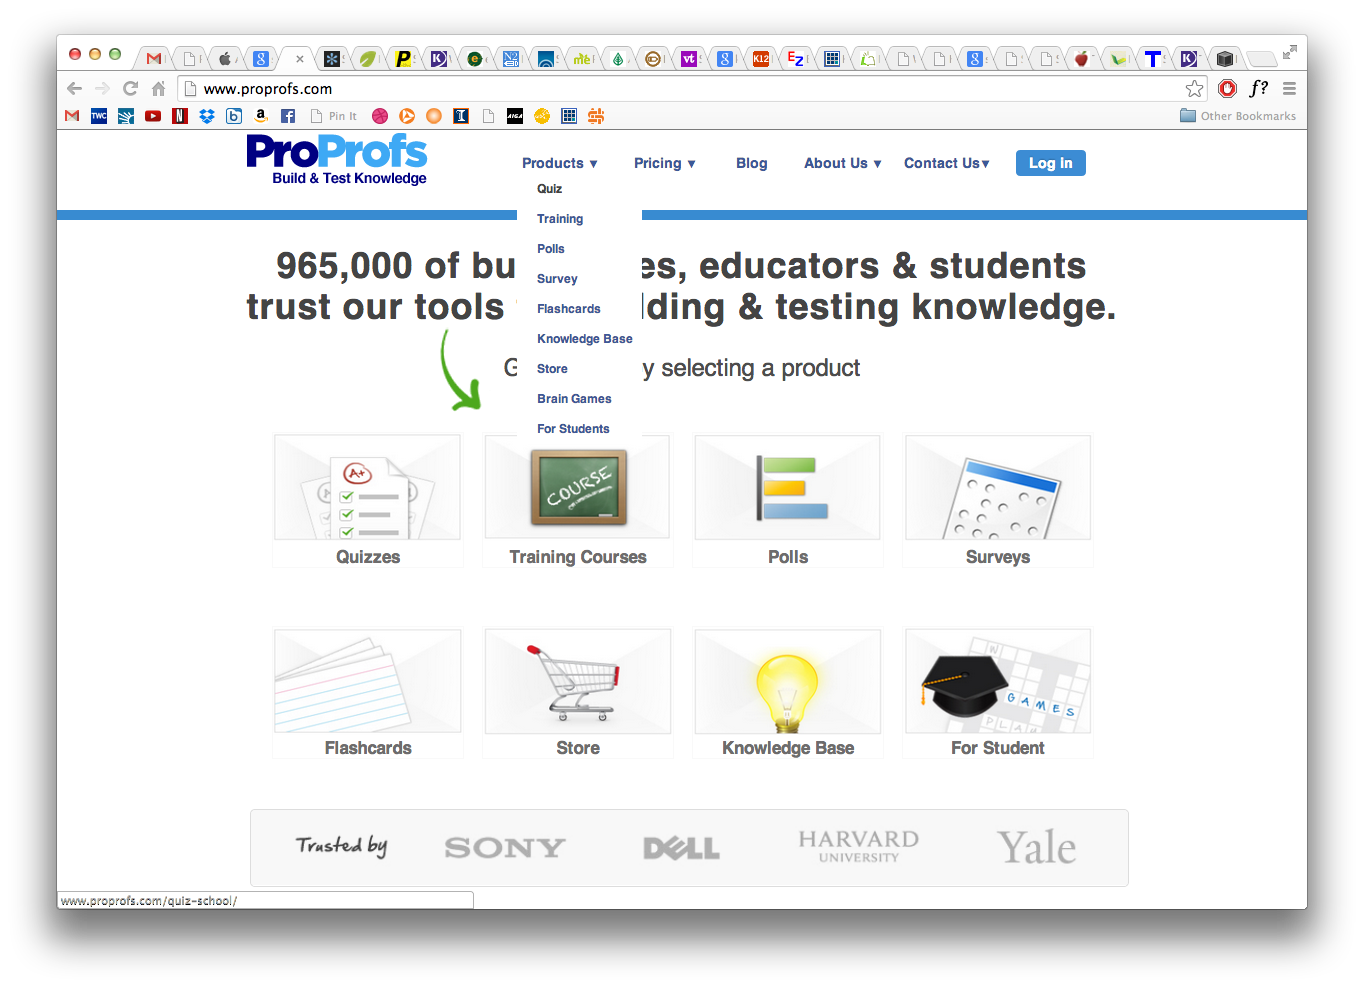 www.proprofs.com
Pin It
Other Bookmarks
ProProfs
Build & Test Knowledge
Products ▾
Pricing ▾
Blog
About Us ▾
Contact Us▾
Log In
Quiz
Training
Polls
Survey
Flashcards
Knowledge Base
Store
Brain Games
For Students
965,000 of bu es, educators & students
trust our tools lding & testing knowledge.
G y selecting a product
A+
COURSE
Quizzes
Training Courses
Polls
Surveys
W
GAMES
PLA
Flashcards
Store
Knowledge Base
For Student
Trusted by
SONY
DELL
HARVARD
UNIVERSITY
Yale
www.proprofs.com/quiz-school/